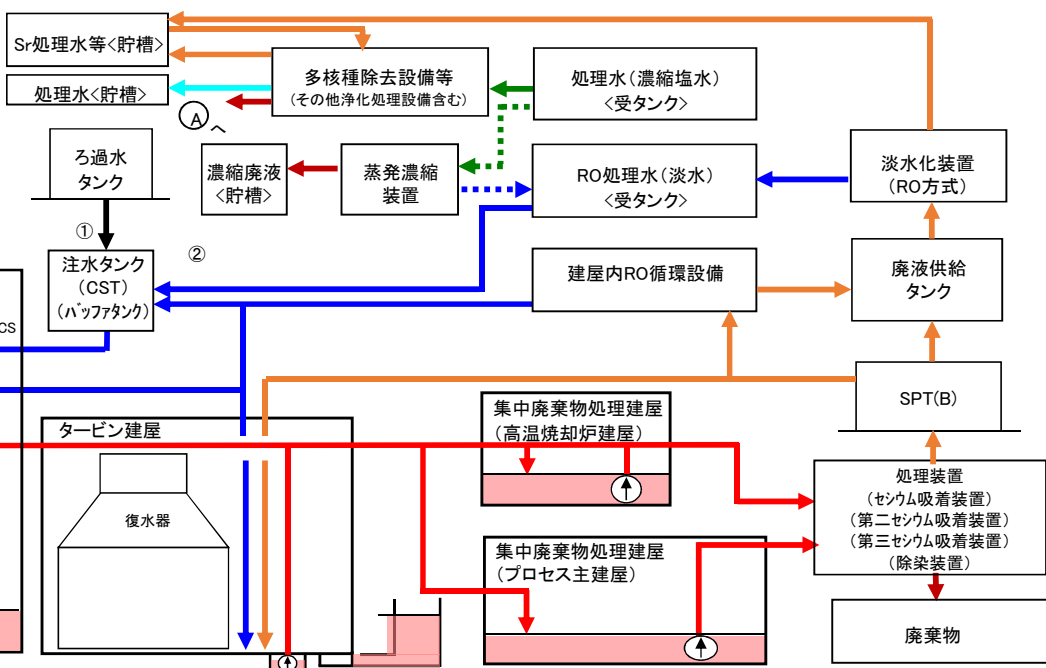 Sr処理水等<貯槽>
処理水<貯槽>
多核種除去設備等
(その他浄化処理設備含む)
処理水(濃縮塩水)
<受タンク>
A へ
ろ過水
タンク
濃縮廃液
<貯槽>
蒸発濃縮
装置
RO処理水(淡水)
<受タンク>
淡水化装置
(RO方式)
①
②
注水タンク
(CST)
(バッファタンク)
建屋内RO循環設備
廃液供給
タンク
CS
SPT(B)
タービン建屋
復水器
集中廃棄物処理建屋
(高温焼却炉建屋)
集中廃棄物処理建屋
(プロセス主建屋)
処理装置
(セシウム吸着装置)
(第二セシウム吸着装置)
(第三セシウム吸着装置)
(除染装置)
廃棄物